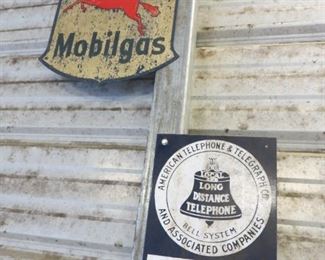 Mobilgas
AMERICAN TELEPHONE & TELEGRAPH CO.
LONG
DISTANCE
TELEPHONE
BELL SYSTEM
AND ASSOCIATED COMPANIES